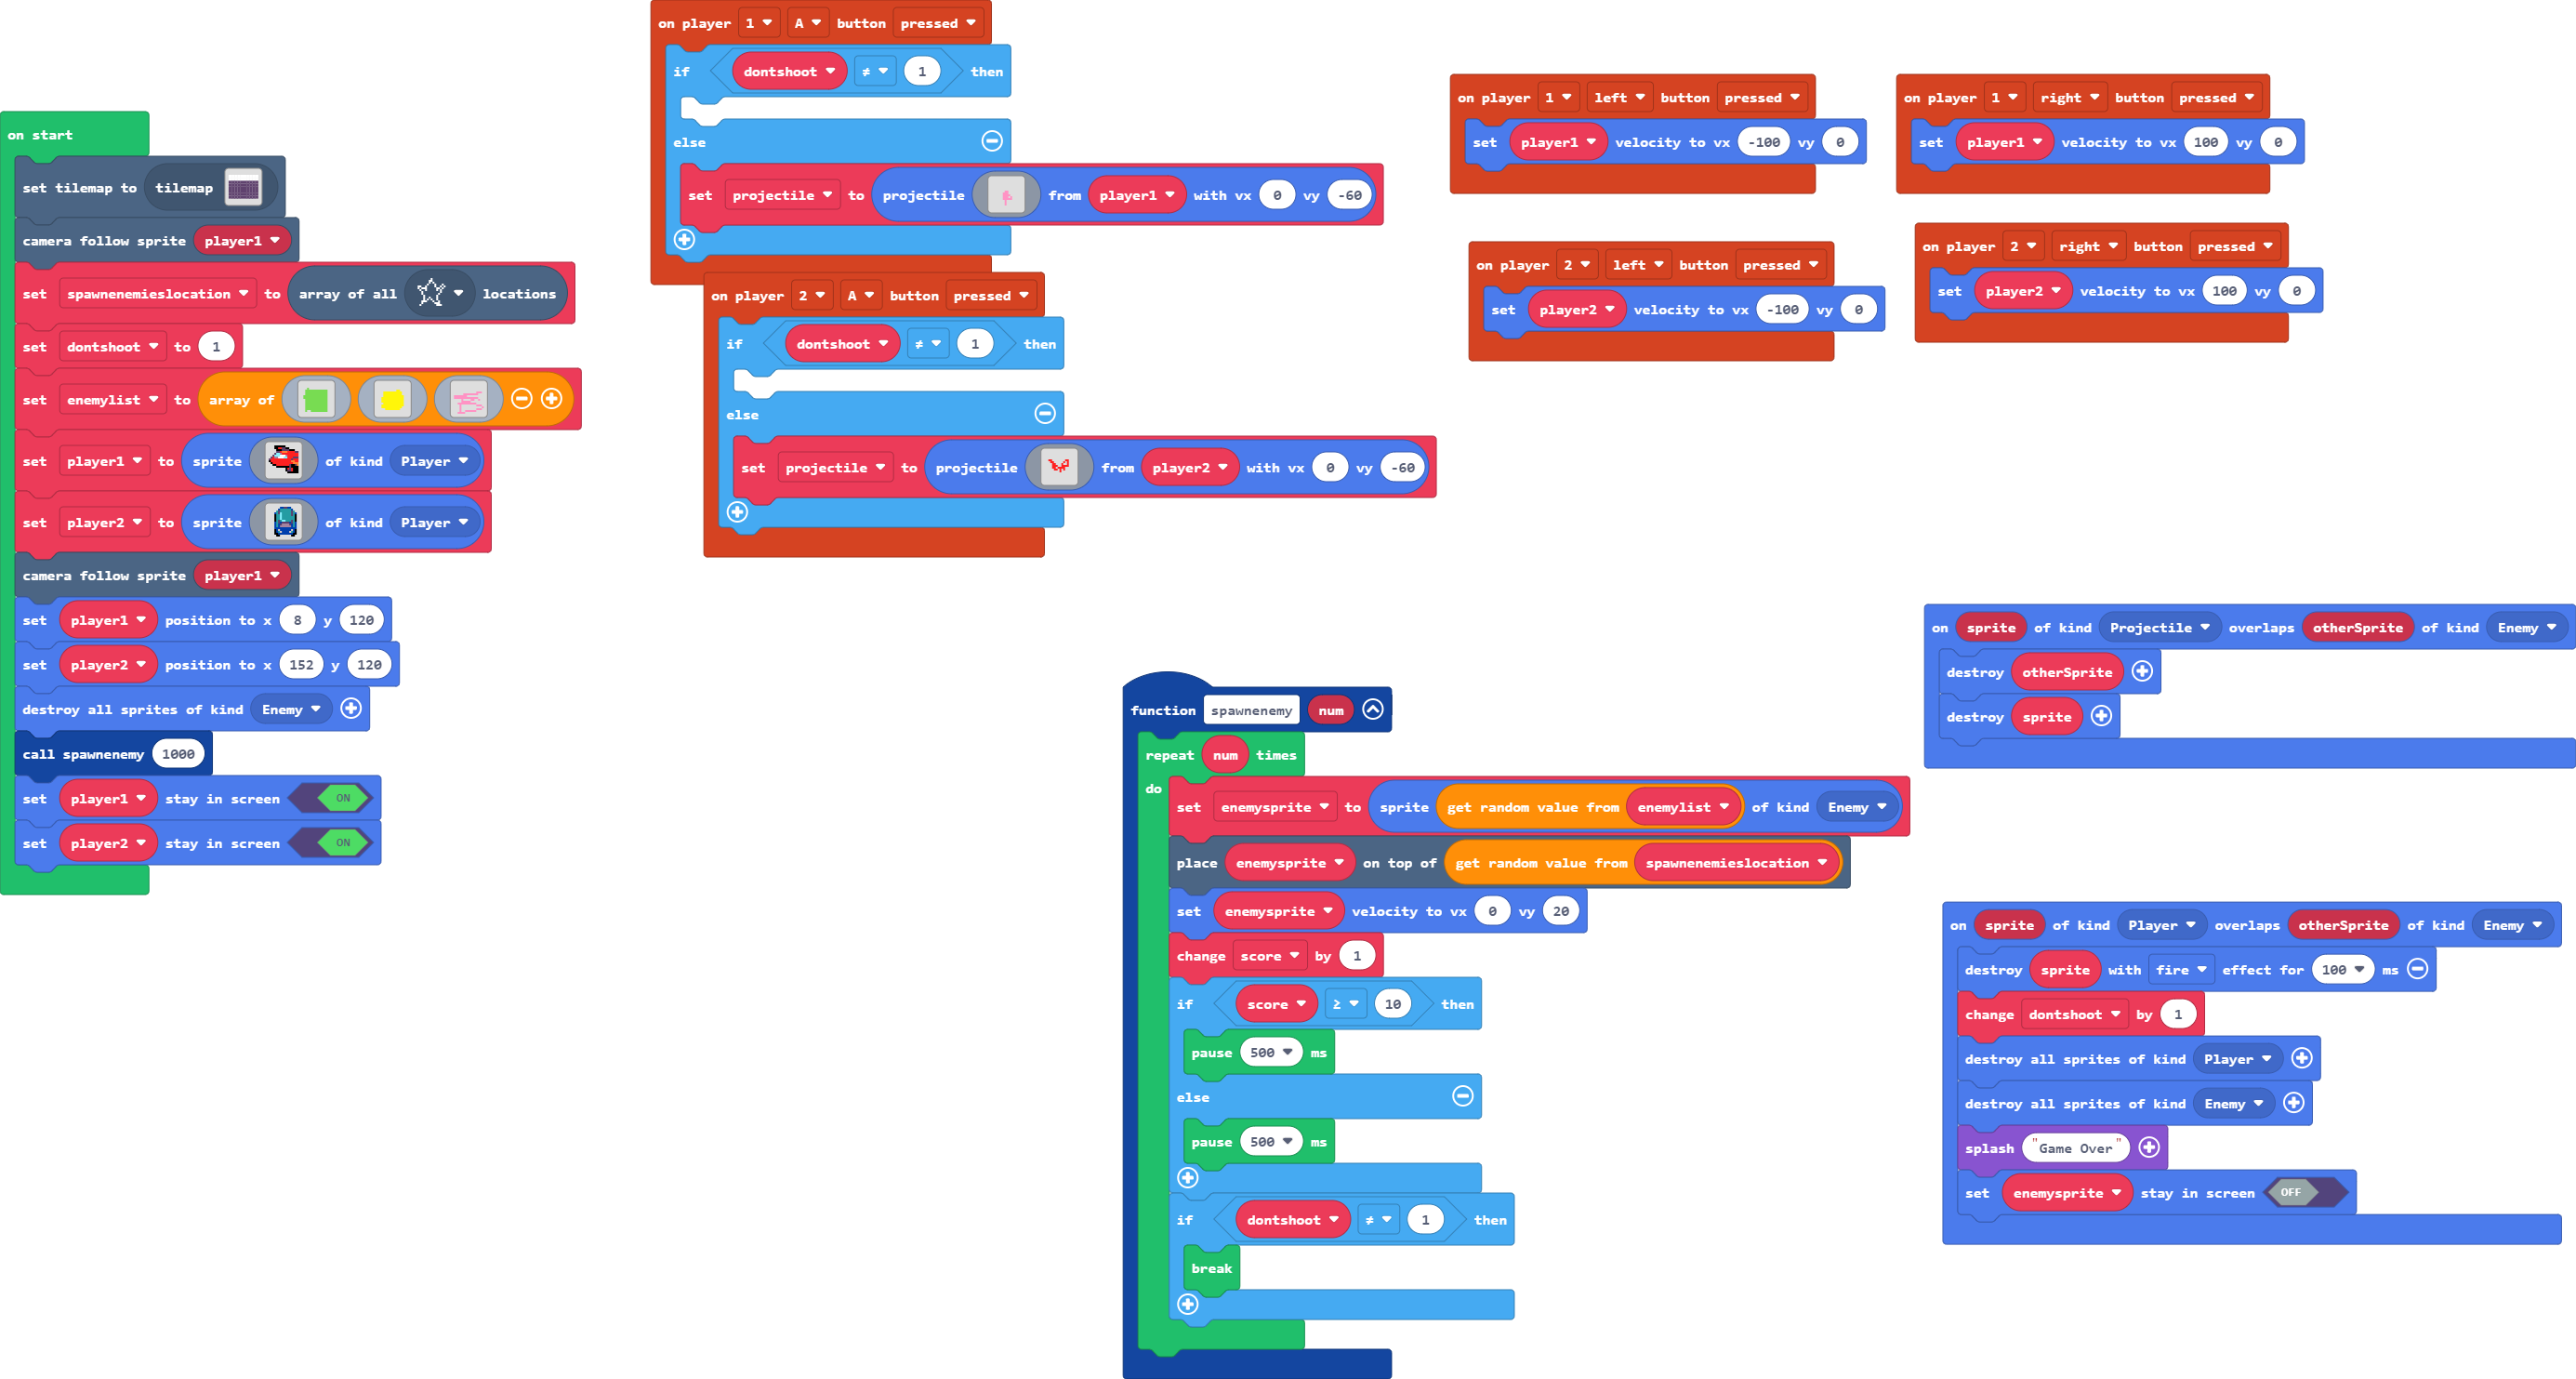 on start
set tilemap to tilemap
camera follow sprite player1
set spawnenemieslocation to array of all locations
set dontshoot to 1
set enemylist to array of
set player1 to sprite of kind Player
set player2 to sprite of kind Player
camera follow sprite player1
set player1 position to x 8 y 120
set player2 position to x 152 y 120
destroy all sprites of kind Enemy
call spawnenemy 1000
set player1 stay in screen ON
set player2 stay in screen ON
on player 1 A button pressed
if dontshoot ≠ 1 then
else
set projectile to projectile from player1 with vx 0 vy -60
on player 2 A button pressed
if dontshoot ≠ 1 then
else
set projectile to projectile from player2 with vx 0 vy -60
on player 1 left button pressed
set player1 velocity to vx -100 vy 0
on player 1 right button pressed
set player1 velocity to vx 100 vy 0
on player 2 left button pressed
set player2 velocity to vx -100 vy 0
on player 2 right button pressed
set player2 velocity to vx 100 vy 0
function spawnenemy num
repeat num times
do
set enemysprite to sprite get random value from enemylist of kind Enemy
place enemysprite on top of get random value from spawnenemieslocation
set enemysprite velocity to vx 0 vy 20
change score by 1
if score ≥ 10 then
pause 500 ms
else
pause 500 ms
if dontshoot ≠ 1 then
break
on sprite of kind Projectile overlaps otherSprite of kind Enemy
destroy otherSprite
destroy sprite
on sprite of kind Player overlaps otherSprite of kind Enemy
destroy sprite with fire effect for 100 ms
change dontshoot by 1
destroy all sprites of kind Player
destroy all sprites of kind Enemy
splash "Game Over"
set enemysprite stay in screen OFF